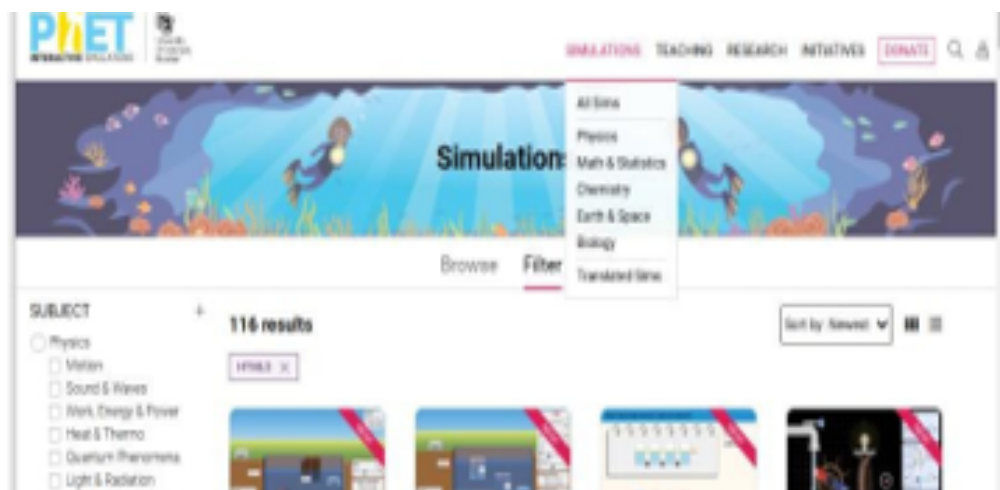 PhET
INTERACTIVE SIMULATIONS
SIMULATIONS TEACHING RESEARCH INITIATIVES DONATE
All Sims
Physics
Simulations
Math & Statistics
Chemistry
Earth & Space
Biology
Browse Filter
Translated Sims
SUBJECT +
116 results
Sort by: Newest
Physics
HTML5 X
Motion
Sound & Waves
Work, Energy & Power
Heat & Thermo
Quantum Phenomena
Light & Radiation